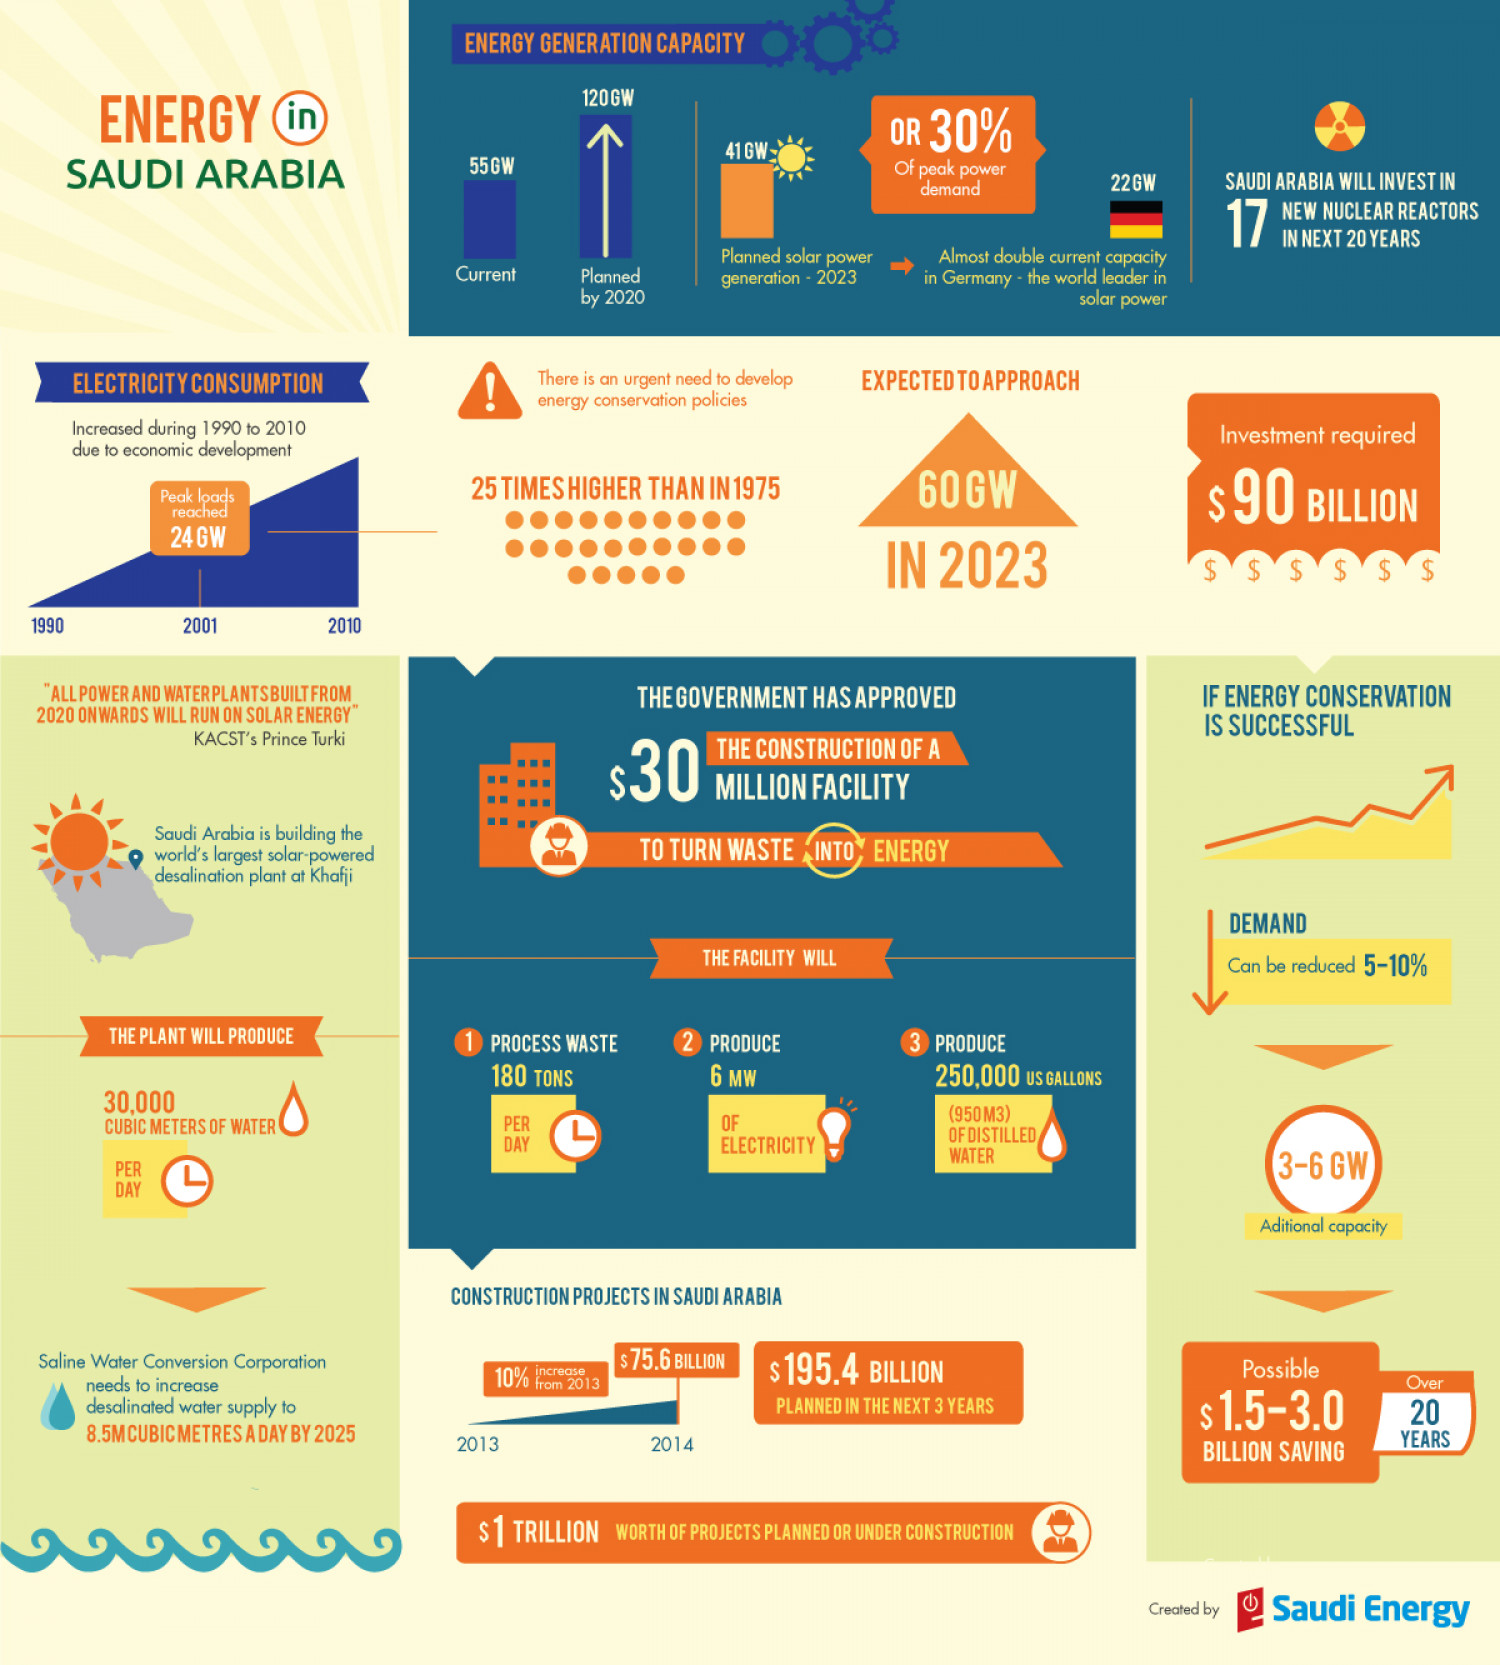 ENERGY in
SAUDI ARABIA
ENERGY GENERATION CAPACITY
55GW
Current
120GW
Planned
by 2020
41GW
Planned solar power
generation - 2023
OR 30%
Of peak power
demand
22GW
Almost double current capacity
in Germany - the world leader in
solar power
SAUDI ARABIA WILL INVEST IN
17 NEW NUCLEAR REACTORS
IN NEXT 20 YEARS
ELECTRICITY CONSUMPTION
Increased during 1990 to 2010
due to economic development
Peak loads
reached
24GW
1990
2001
2010
There is an urgent need to develop
energy conservation policies
25 TIMES HIGHER THAN IN 1975
EXPECTED TO APPROACH
60GW
IN 2023
Investment required
$90 BILLION
$ $ $ $ $ $
"ALL POWER AND WATER PLANTS BUILT FROM
2020 ONWARDS WILL RUN ON SOLAR ENERGY"
KACST's Prince Turki
Saudi Arabia is building the
world's largest solar-powered
desalination plant at Khafji
THE PLANT WILL PRODUCE
30,000
CUBIC METERS OF WATER
PER
DAY
Saline Water Conversion Corporation
needs to increase
desalinated water supply to
8.5M CUBIC METRES A DAY BY 2025
THE GOVERNMENT HAS APPROVED
THE CONSTRUCTION OF A
$30 MILLION FACILITY
TO TURN WASTE INTO ENERGY
THE FACILITY WILL
1 PROCESS WASTE
180 TONS
PER
DAY
2 PRODUCE
6 MW
OF
ELECTRICITY
3 PRODUCE
250,000 US GALLONS
(950M3)
OF DISTILLED
WATER
CONSTRUCTION PROJECTS IN SAUDI ARABIA
10% increase
from 2013
$75.6 BILLION
2013
2014
$195.4 BILLION
PLANNED IN THE NEXT 3 YEARS
$1 TRILLION WORTH OF PROJECTS PLANNED OR UNDER CONSTRUCTION
IF ENERGY CONSERVATION
IS SUCCESSFUL
DEMAND
Can be reduced 5-10%
3-6 GW
Aditional capacity
Possible
$1.5-3.0
BILLION SAVING
Over
20
YEARS
Created by Saudi Energy